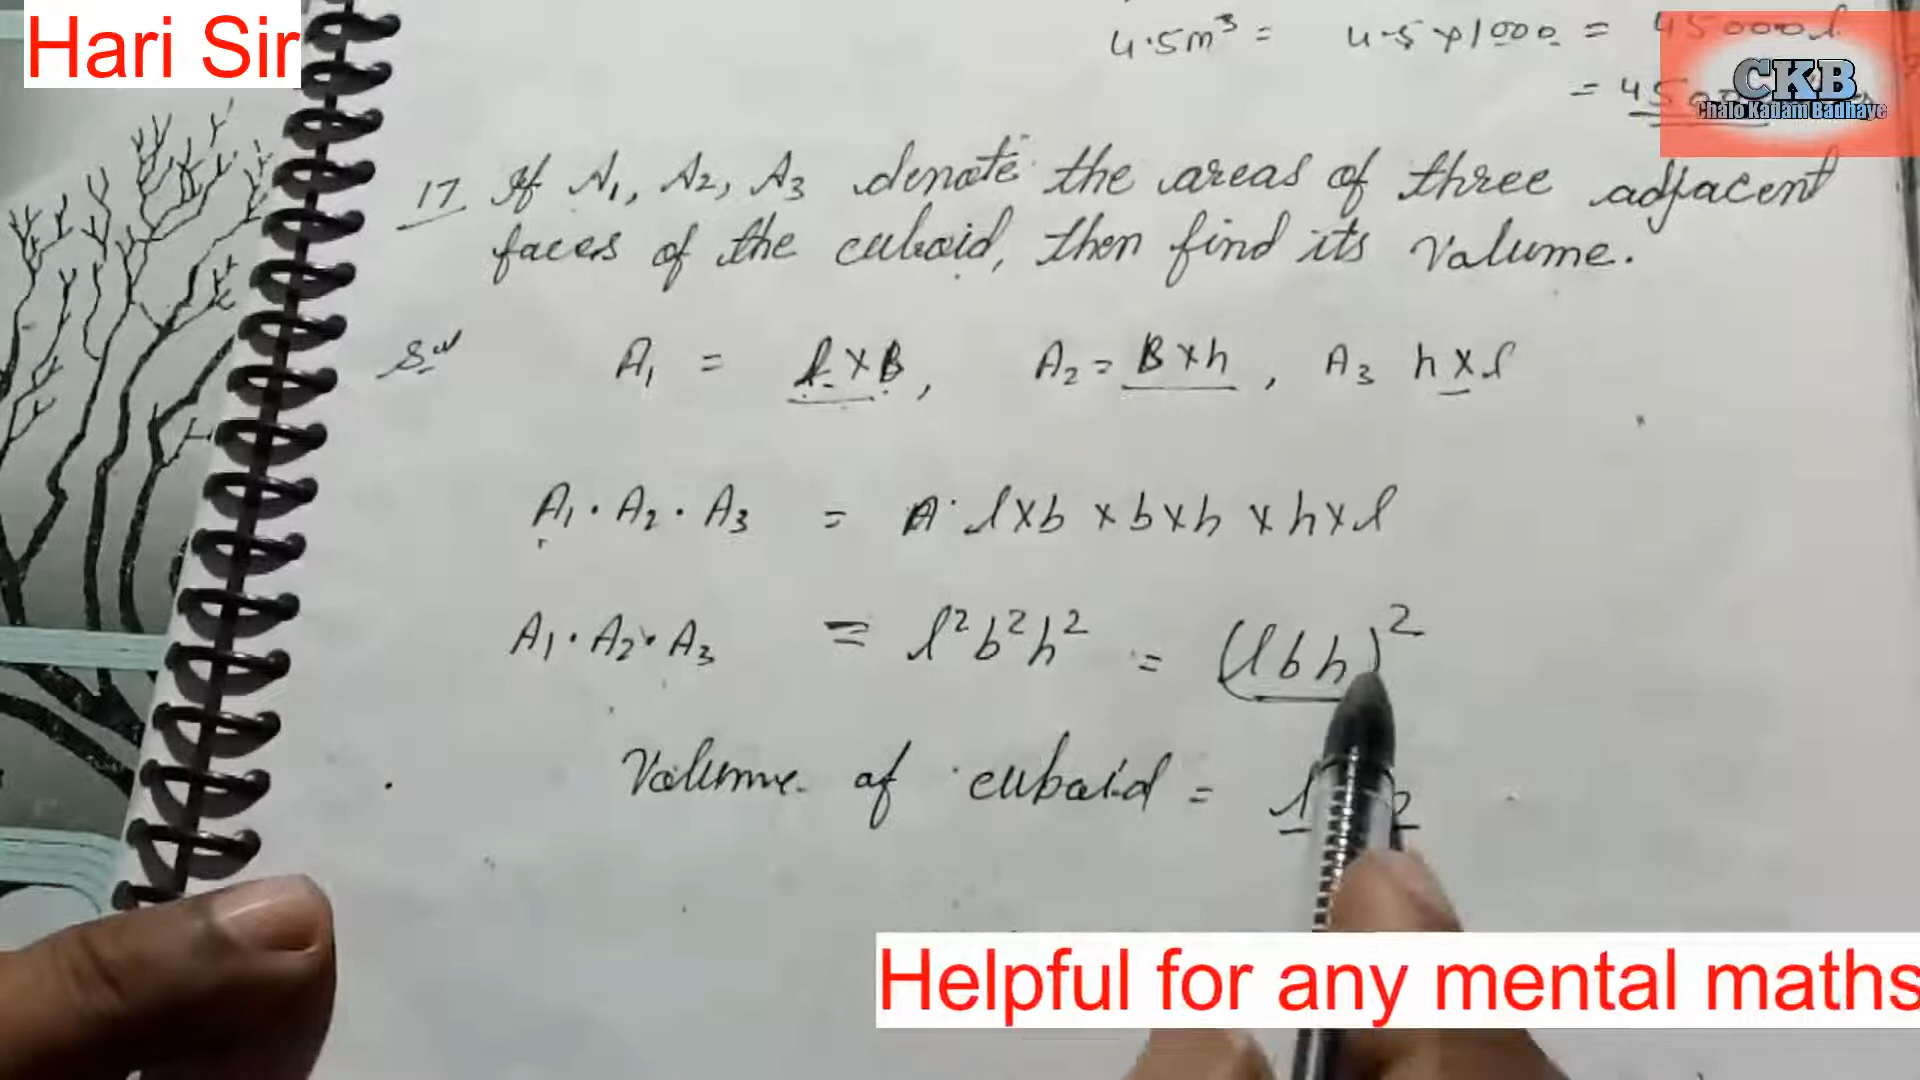 Hari Sir
4.5m³ = 4.5 × 1000 = 45000l
CKB
Chalo Kadam Badhaye
17. If A₁, A₂, A₃ denote the areas of three adjacent
faces of the cuboid, then find its Volume.
Sol A₁ = l × B, A₂ = B × h, A₃ h × l
A₁ · A₂ · A₃ = A · l × b × b × h × h × l
A₁ · A₂ · A₃ = l²b²h² = (lbh)²
Volume of cuboid =
Helpful for any mental maths